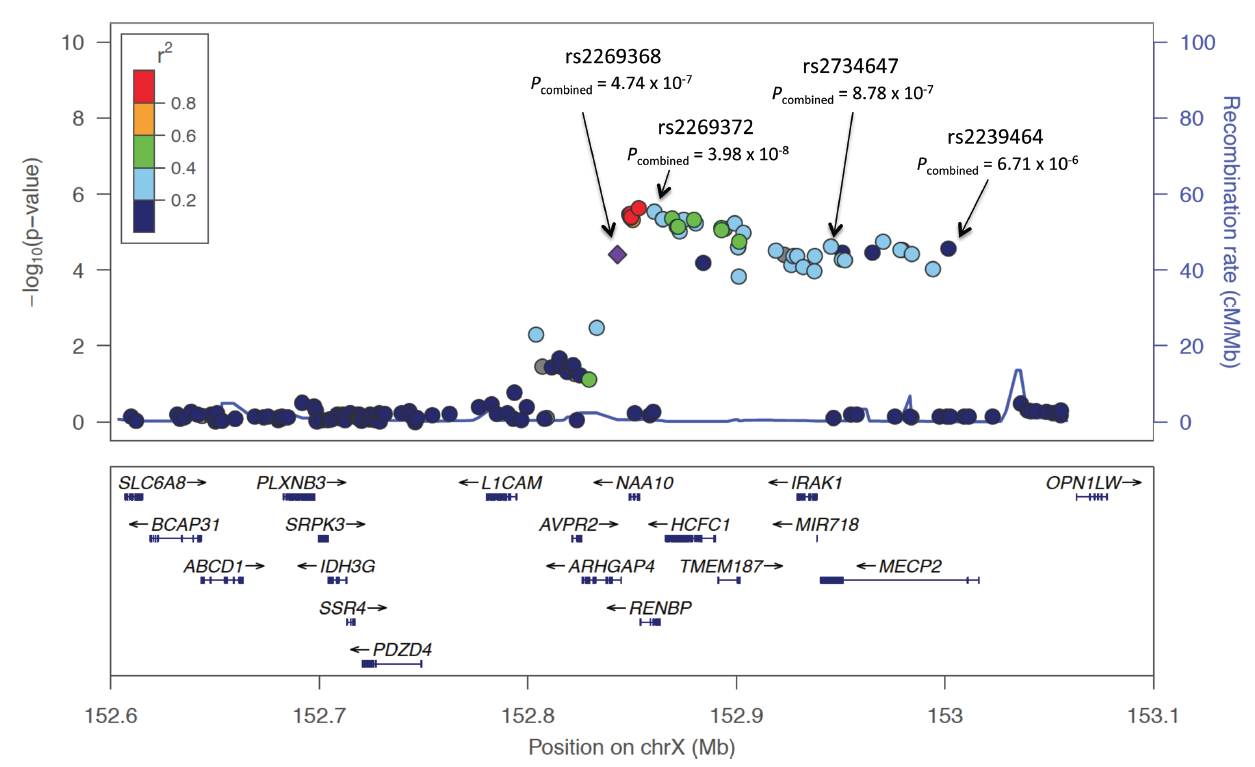 10
8
6
4
2
0
−log10(p−value)
r2
0.8
0.6
0.4
0.2
rs2269368
Pcombined = 4.74 x 10-7
rs2269372
Pcombined = 3.98 x 10-8
rs2734647
Pcombined = 8.78 x 10-7
rs2239464
Pcombined = 6.71 x 10-6
100
80
60
40
20
0
Recombination rate (cM/Mb)
SLC6A8→ PLXNB3→ ←L1CAM ←NAA10 ←IRAK1 OPN1LW→
←BCAP31 SRPK3→ AVPR2→ ←HCFC1 ←MIR718
ABCD1→ ←IDH3G ←ARHGAP4 TMEM187→ ←MECP2
SSR4→ ←RENBP
←PDZD4
152.6 152.7 152.8 152.9 153 153.1
Position on chrX (Mb)